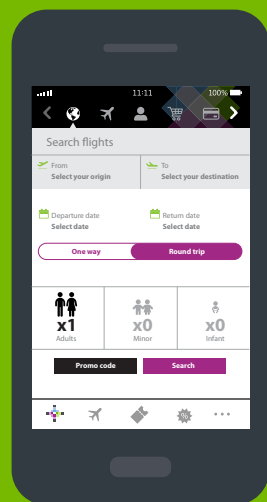 11:11 100%
Search flights
From To
Select your origin Select your destination
Departure date Return date
Select date Select date
One way Round trip
x1 x0 x0
Adults Minor Infant
Promo code Search